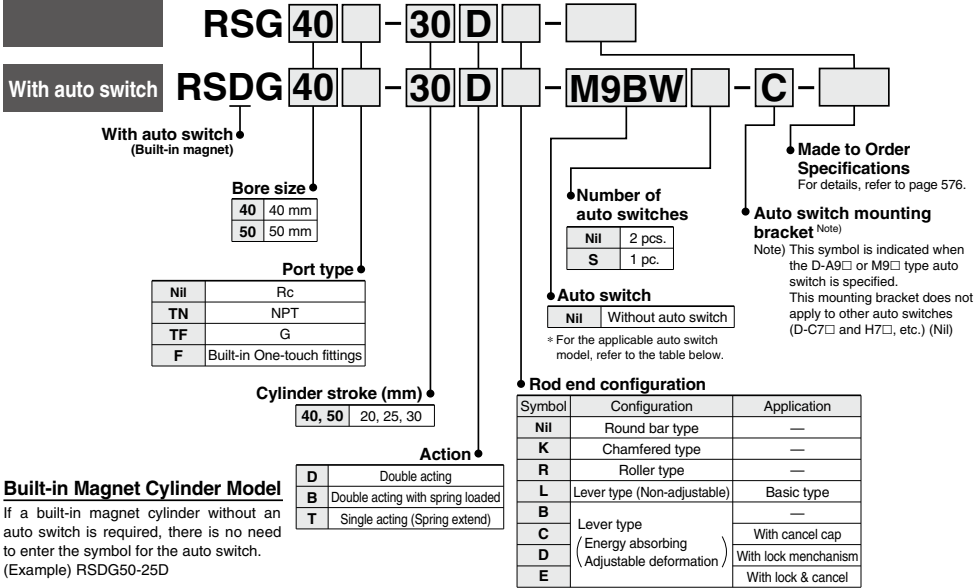 RSG 40 - 30 D -
With auto switch RSDG 40 - 30 D - M9BW - C -
With auto switch
(Built-in magnet)
Bore size
40 40 mm
50 50 mm
Port type
Nil Rc
TN NPT
TF G
F Built-in One-touch fittings
Cylinder stroke (mm)
40, 50 20, 25, 30
Action
D Double acting
B Double acting with spring loaded
T Single acting (Spring extend)
Built-in Magnet Cylinder Model
If a built-in magnet cylinder without an
auto switch is required, there is no need
to enter the symbol for the auto switch.
(Example) RSDG50-25D
Number of
auto switches
Nil 2 pcs.
S 1 pc.
Auto switch
Nil Without auto switch
* For the applicable auto switch
model, refer to the table below.
Rod end configuration
Symbol Configuration Application
Nil Round bar type —
K Chamfered type —
R Roller type —
L Lever type (Non-adjustable) Basic type
B Lever type —
C (Energy absorbing With cancel cap
D Adjustable deformation) With lock menchanism
E With lock & cancel
Made to Order
Specifications
For details, refer to page 576.
Auto switch mounting
bracket Note)
Note) This symbol is indicated when
the D-A9□ or M9□ type auto
switch is specified.
This mounting bracket does not
apply to other auto switches
(D-C7□ and H7□, etc.) (Nil)